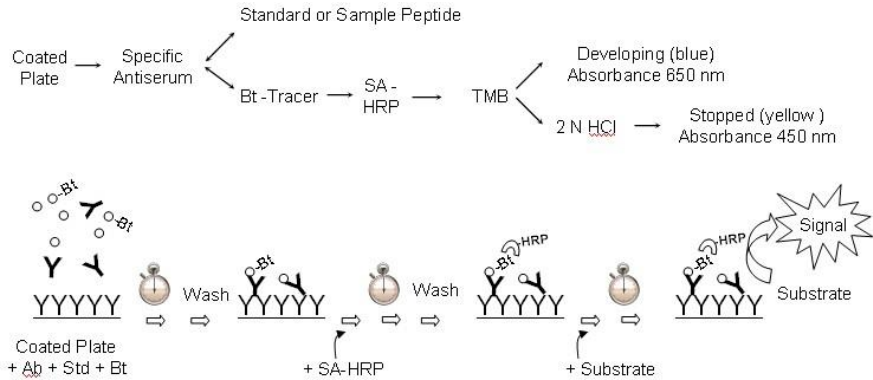 Standard or Sample Peptide
Coated
Plate
Specific
Antiserum
Bt -Tracer
SA -
HRP
TMB
Developing (blue)
Absorbance 650 nm
2 N HCl
Stopped (yellow )
Absorbance 450 nm
-Bt
-Bt
Wash
-Bt
Wash
-HRP
-Bt
-HRP
-Bt
Signal
Substrate
Coated Plate
+ Ab + Std + Bt
+ SA-HRP
+ Substrate